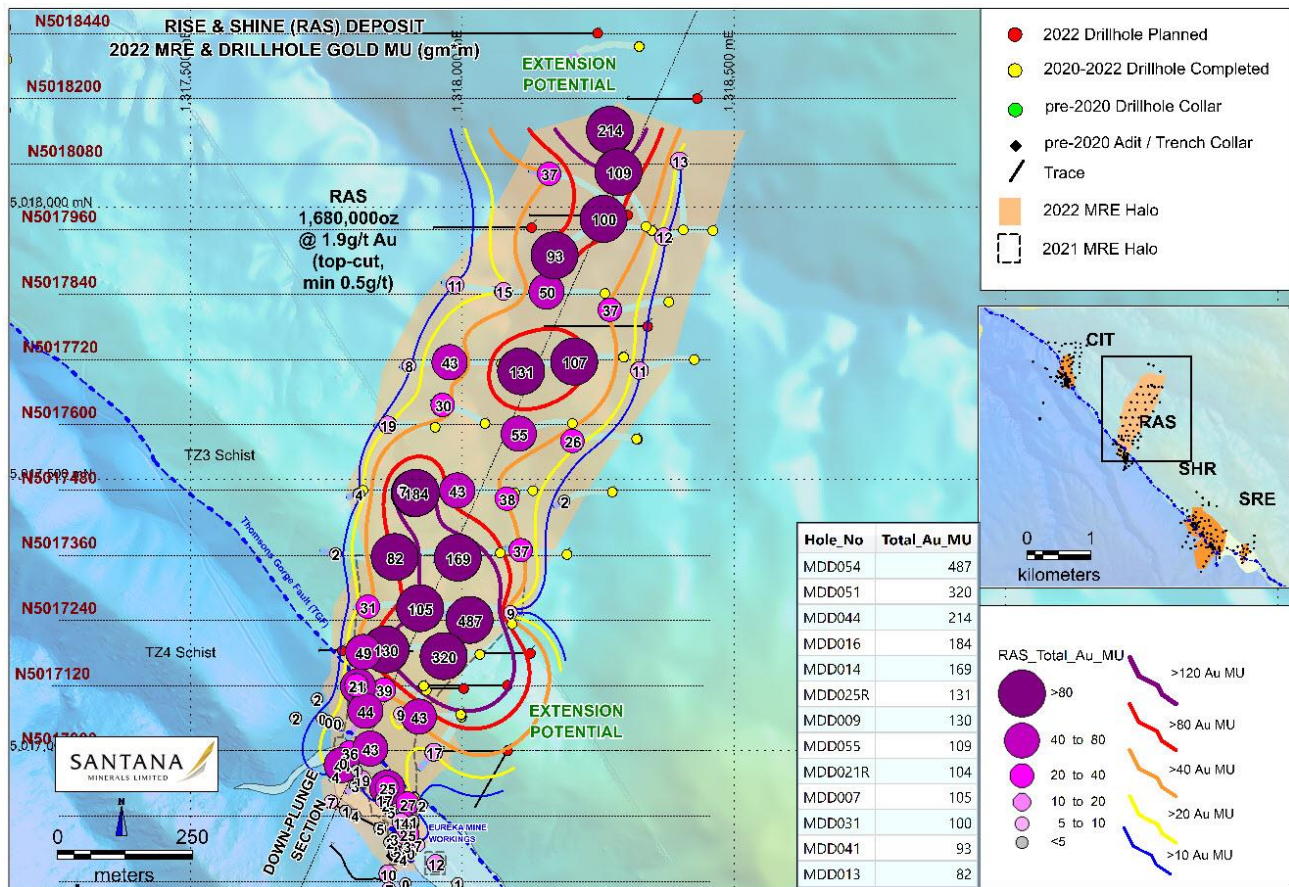 RISE & SHINE (RAS) DEPOSIT
2022 MRE & DRILLHOLE GOLD MU (gm*m)
N5018440
N5018200
N5018080
5,018,000 mN
N5017960
N5017840
N5017720
N5017600
N5017480
N5017360
N5017240
N5017120
1,317,500 mE
1,318,000 mE
1,318,500 mE
EXTENSION
POTENTIAL
RAS
1,680,000oz
@ 1.9g/t Au
(top-cut,
min 0.5g/t)
214
109
37
13
100
12
93
11
15
50
37
8
43
131
107
11
30
19
55
26
4
7
184
43
38
2
2
82
169
37
31
105
487
9
49
130
320
21
39
2
44
9
43
2
36
43
17
25
27
12
10
TZ3 Schist
TZ4 Schist
Thomsons Gorge Fault (TGF)
EXTENSION
POTENTIAL
DOWN-PLUNGE
SECTION
EUREKA MINE
WORKINGS
SANTANA
MINERALS LIMITED
N
0 250
meters
2022 Drillhole Planned
2020-2022 Drillhole Completed
pre-2020 Drillhole Collar
pre-2020 Adit / Trench Collar
Trace
2022 MRE Halo
2021 MRE Halo
CIT
RAS
SHR
SRE
0 1
kilometers
Hole_No Total_Au_MU
MDD054 487
MDD051 320
MDD044 214
MDD016 184
MDD014 169
MDD025R 131
MDD009 130
MDD055 109
MDD021R 104
MDD007 105
MDD031 100
MDD041 93
MDD013 82
RAS_Total_Au_MU
>80
40 to 80
20 to 40
10 to 20
5 to 10
<5
>120 Au MU
>80 Au MU
>40 Au MU
>20 Au MU
>10 Au MU